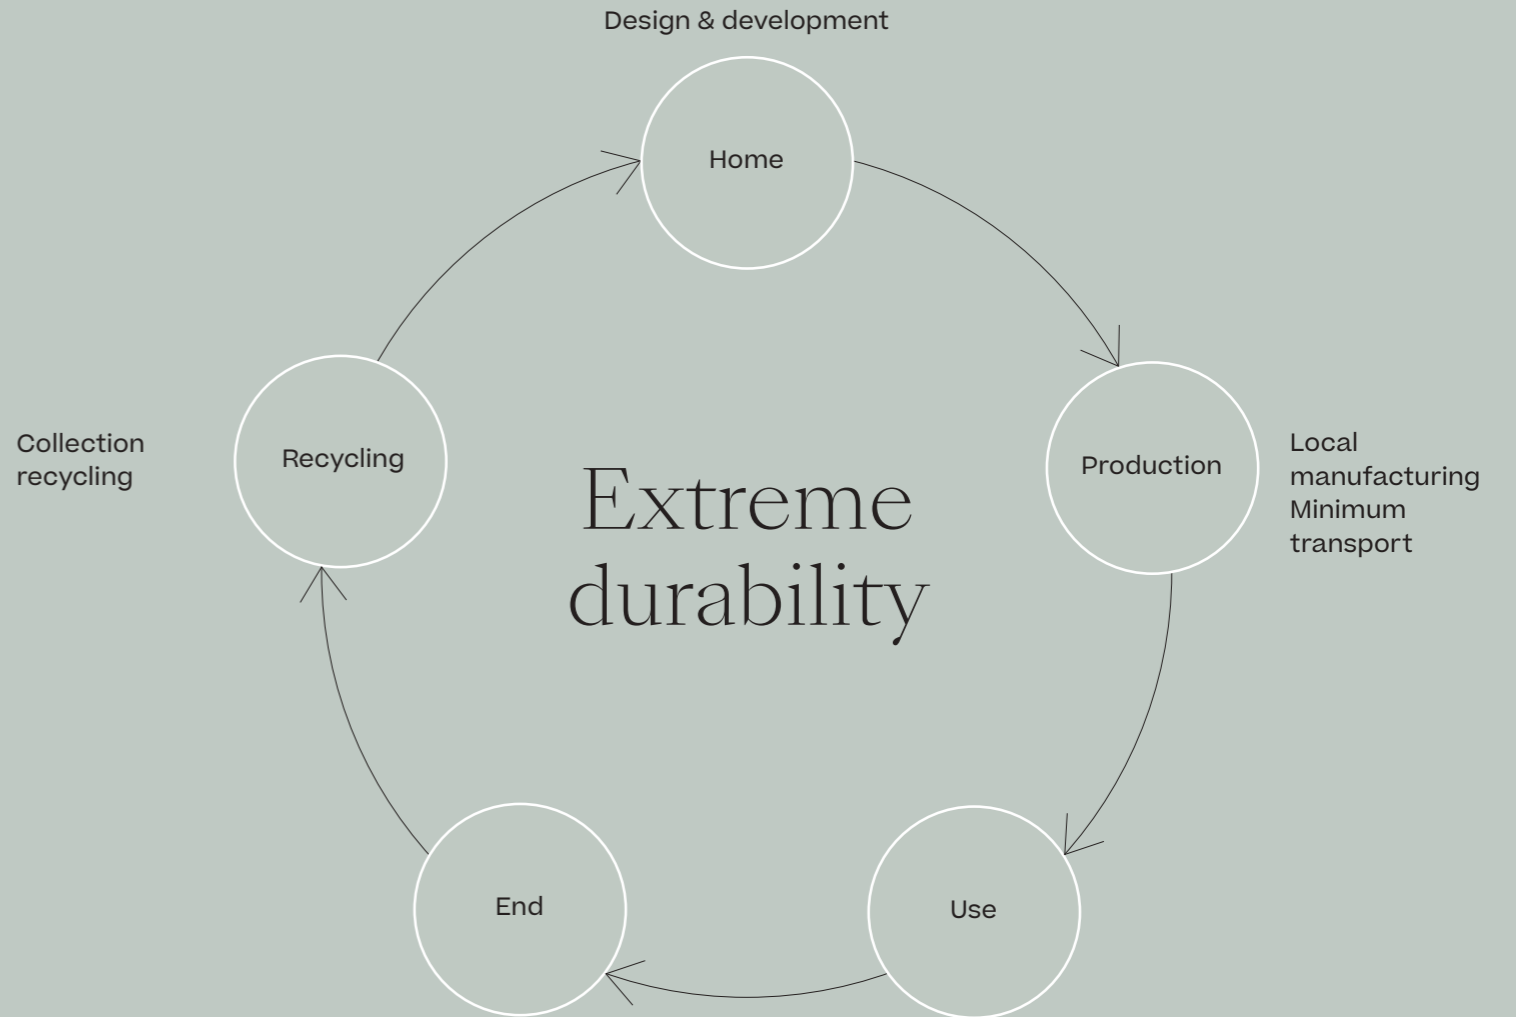 Design & development
Home
Collection
recycling
Recycling
Extreme
durability
Production
Local
manufacturing
Minimum
transport
End
Use